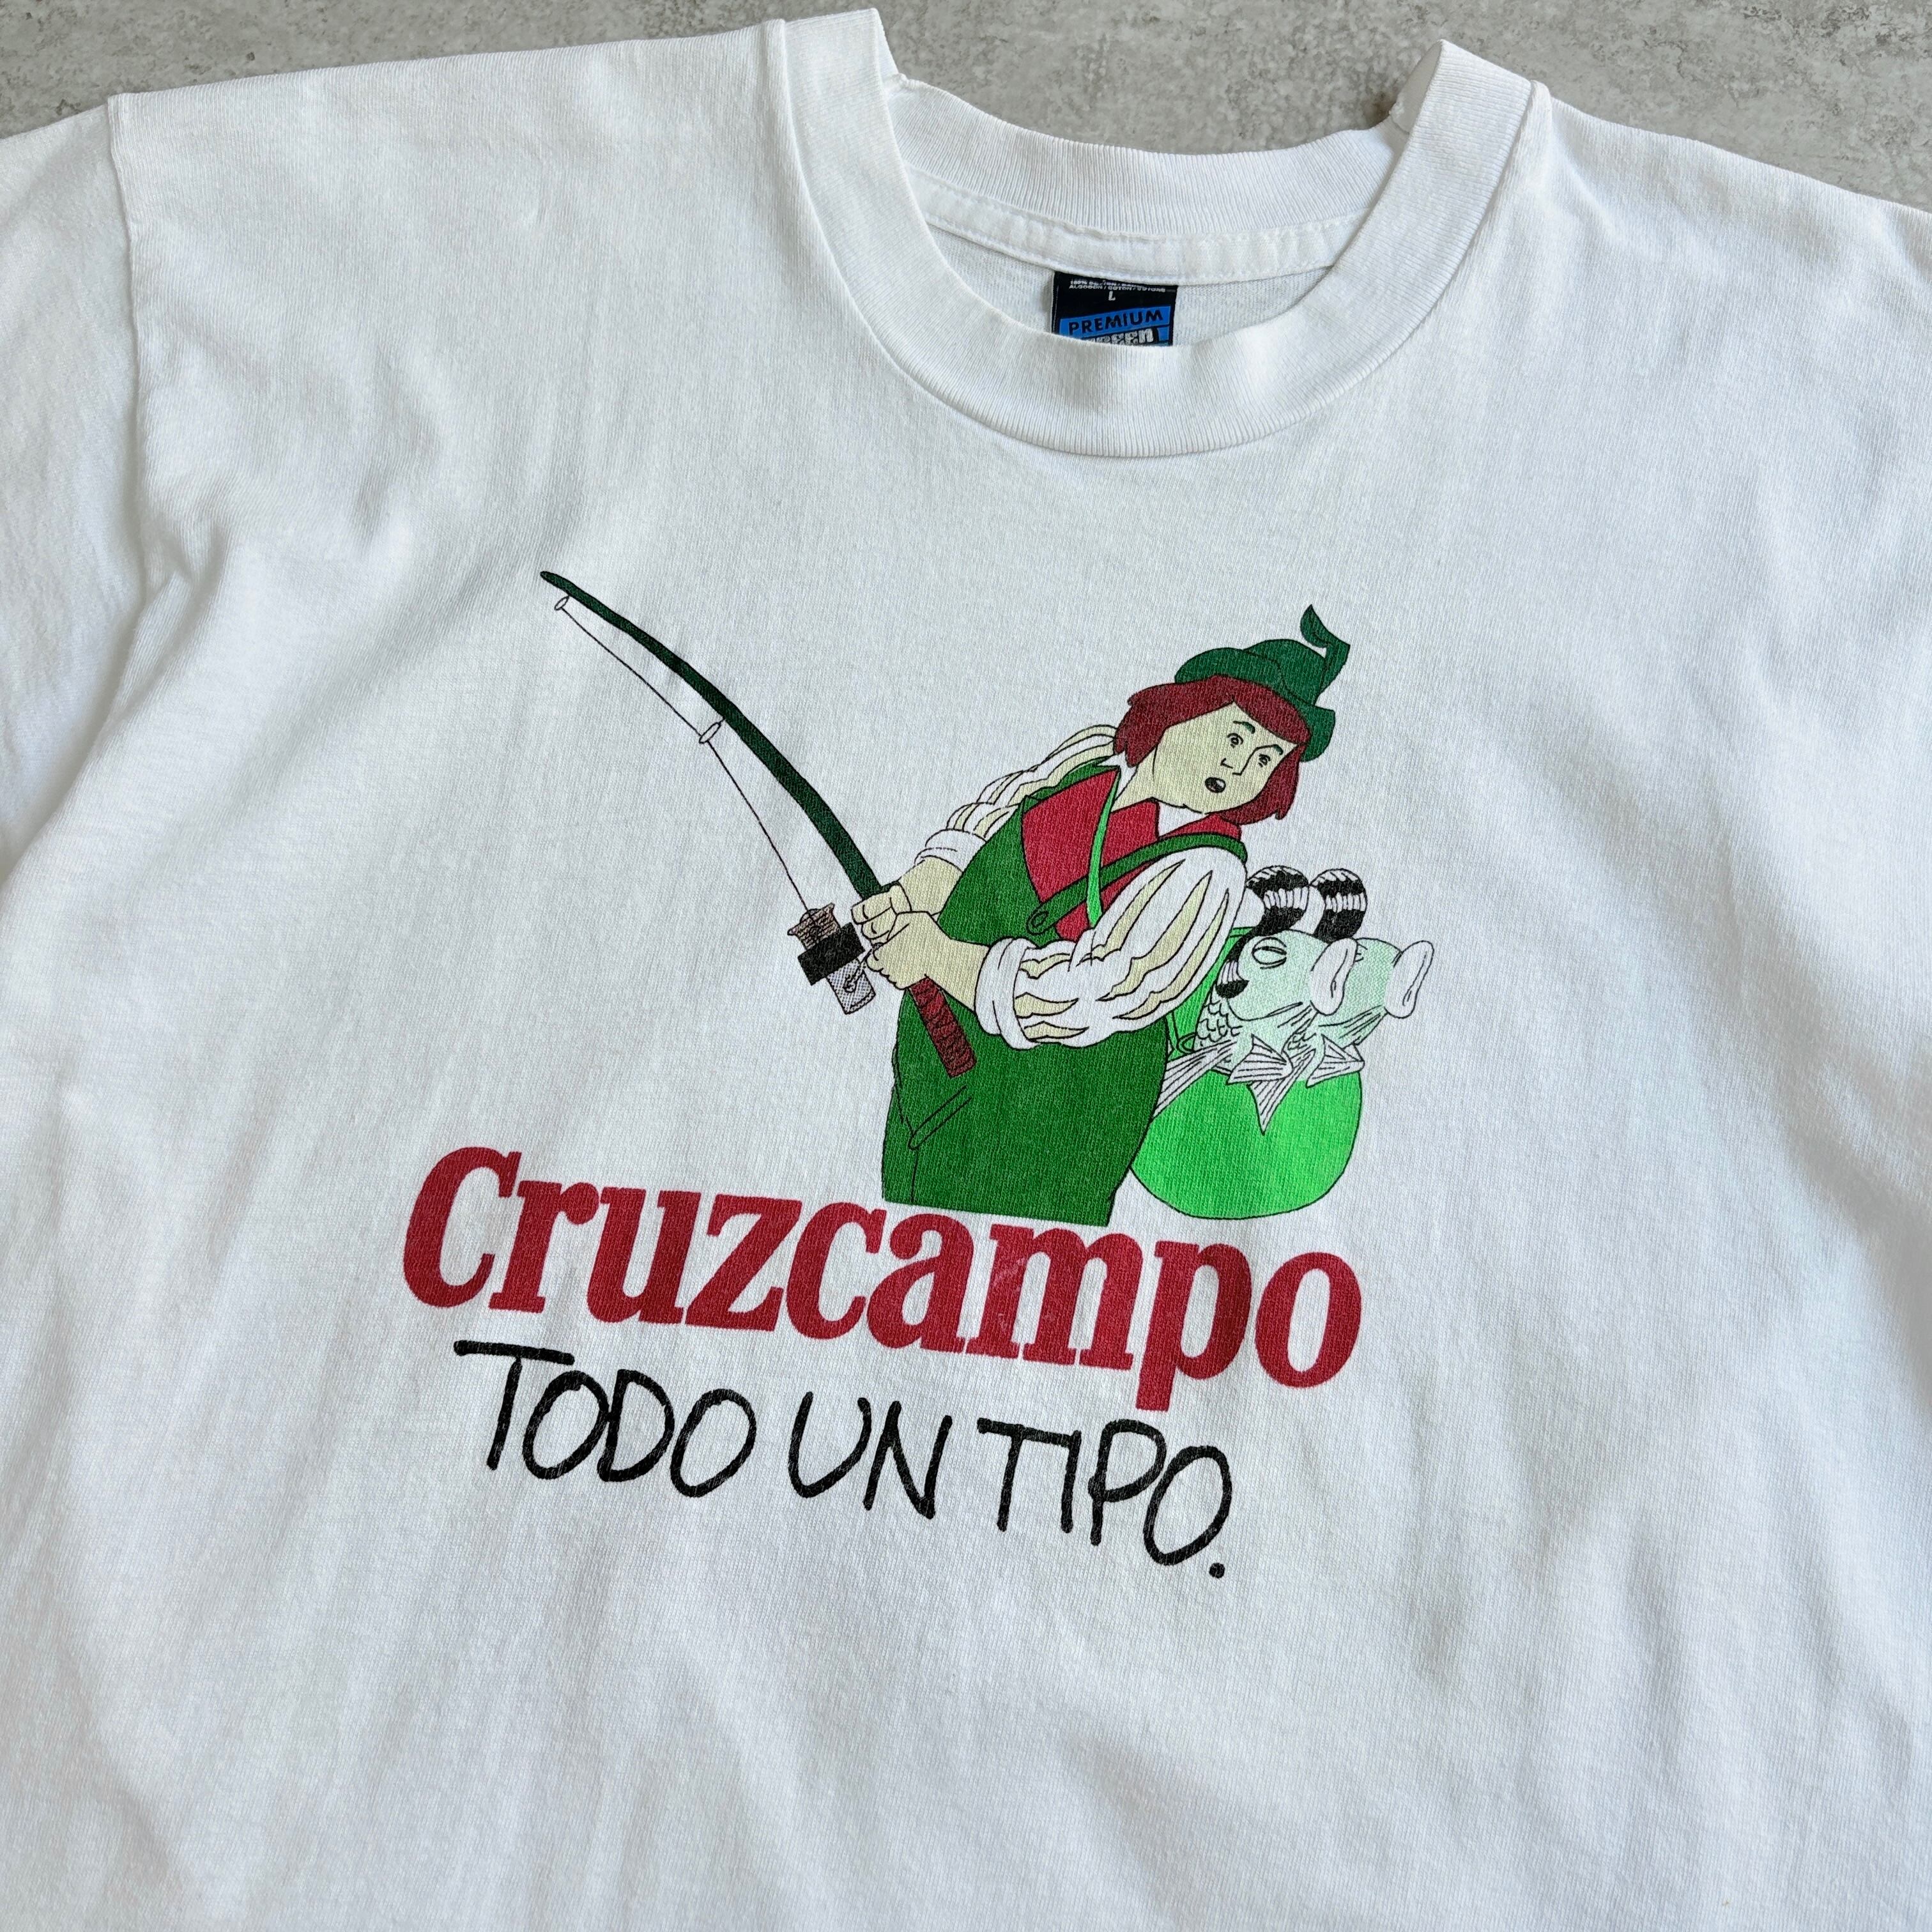 L
PREMIUM
Cruzcampo
TODO UN TIPO.